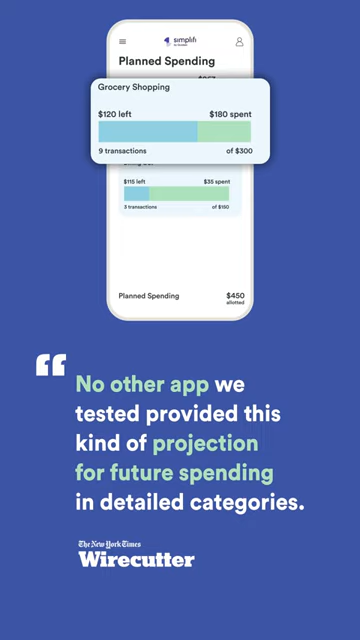 simplifi
Planned Spending
Grocery Shopping
$120 left $180 spent
9 transactions of $300
$115 left $35 spent
3 transactions of $150
Planned Spending $450
allotted
“
No other app we
tested provided this
kind of projection
for future spending
in detailed categories.
The New York Times
Wirecutter